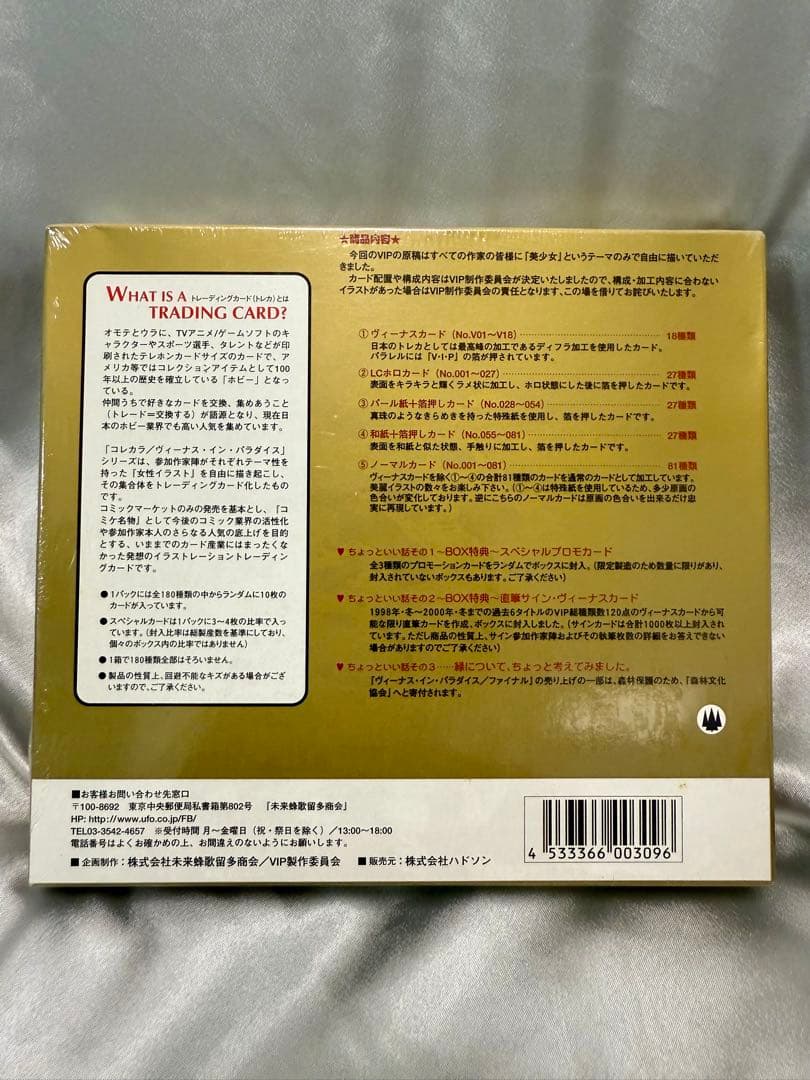 WHAT IS A トレーディングカード(トレカ)とは
TRADING CARD?
オモテとウラに、TVアニメ/ゲームソフトのキ
ャラクターやスポーツ選手、タレントなどが
印刷されたテレホンカードサイズのカードで、ア
メリカ等ではコレクションアイテムとして100
年以上の歴史を確立している「ホビー」となっ
ている。
仲間うちで好きなカードを交換、集めあうこと
(トレード=交換する)が語源となり、現在日
本のホビー業界でも高い人気を集めています。
「コレカラ/ヴィーナス・イン・パラダイス」
シリーズは、参加作家陣がそれぞれテーマ性を
持った「女性イラスト」を自由に描き起こし、
その集合体をトレーディングカード化したもの
です。
コミックマーケットのみの発売を基本とし、「コ
ミケ名物」として今後のコミック業界の活性化
や参加作家本人のさらなる人気の底上げを目的
とする、いままでのカード産業にはまったくな
かった発想のイラストレーショントレーディン
グカードです。
●1パックには全180種類の中からランダムに10枚の
カードが入っています。
●スペシャルカードは1パックに3〜4枚の比率で入っ
ています。(封入比率は総製造数を基準にしており、
個々のボックス内の比率ではありません)
●1箱で180種類全部はそろいません。
●製品の性質上、回避不能なキズがある場合がござ
いますので、ご了承ください。
★商品内容★
今回のVIPの原稿はすべての作家の皆様に「美少女」というテーマのみで自由に描いていただ
きました。
カード配置や構成内容はVIP制作委員会が決定いたしましたので、構成・加工内容に合わない
イラストがあった場合はVIP制作委員会の責任となります、この場を借りてお詫びいたします。
①ヴィーナスカード(No.V01〜V18)……18種類
日本のトレカとしては最高峰の加工であるディフラ加工を使用したカード。
パラレルには「V・I・P」の箔が押されています。
②LCホロカード(No.001〜027)……27種類
表面をキラキラと輝くラメ状に加工し、ホロ状態にした後に箔を押したカードです。
③パール紙+箔押しカード(No.028〜054)……27種類
真珠のようなきらめきを持った特殊紙を使用し、箔を押したカードです。
④和紙+箔押しカード(No.055〜081)……27種類
表面を和紙と似た状態、手触りに加工し、箔を押したカードです。
⑤ノーマルカード(No.001〜081)……81種類
ヴィーナスカードを除く①〜④の合計81種類のカードを通常のカードとして加工しています。
美麗イラストの数々をお楽しみ下さい。(①〜④は特殊紙を使用しているため、多少原画の
色合いが変化しております。逆にこちらのノーマルカードは原画の色合いを出来るだけ忠
実に再現しています。)
♥ちょっといい話その1〜BOX特典〜スペシャルプロモカード
全3種類のプロモーションカードをランダムでボックスに封入。(限定製造のため数量に限りがあり、
封入されていないボックスもあります。ご了承ください)
♥ちょっといい話その2〜BOX特典〜直筆サイン・ヴィーナスカード
1998年・冬〜2000年・冬までの過去6タイトルのVIP総種類数120点のヴィーナスカードから可
能な限り直筆カードを作成、ボックスに封入しました。(サインカードは合計1000枚以上封入され
ています。ただし商品の性質上、サイン参加作家陣およびその執筆枚数の詳細をお答えできない
場合がありますのでご了承ください)
♥ちょっといい話その3……緑について、ちょっと考えてみました。
『ヴィーナス・イン・パラダイス/ファイナル』の売り上げの一部は、森林保護のため、「森林文化
協会」へと寄付されます。
■お客様お問い合わせ先窓口
〒100-8692 東京中央郵便局私書箱第802号 「未来蜂歌留多商会」
HP: http://www.ufo.co.jp/FB/
TEL03-3542-4657 ※受付時間 月〜金曜日(祝・祭日を除く)/13:00〜18:00
電話番号はよくお確かめの上、お間違えのないようにお願いします。
■企画制作:株式会社未来蜂歌留多商会/VIP製作委員会 ■販売元:株式会社ハドソン
4 533366 003096